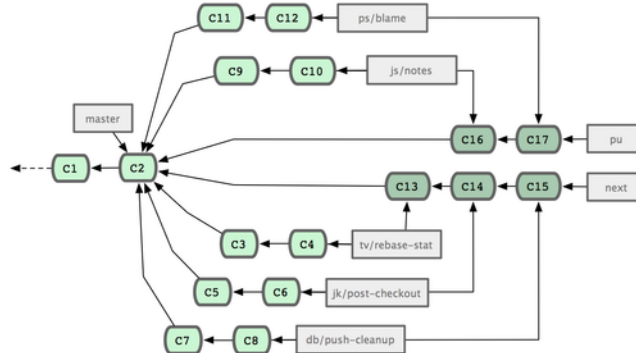 C11 C12 ps/blame
C9 C10 js/notes
master
C16 C17 pu
C1 C2
C13 C14 C15 next
C3 C4 tv/rebase-stat
C5 C6 jk/post-checkout
C7 C8 db/push-cleanup